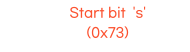 Start bit 's'
(0x73)